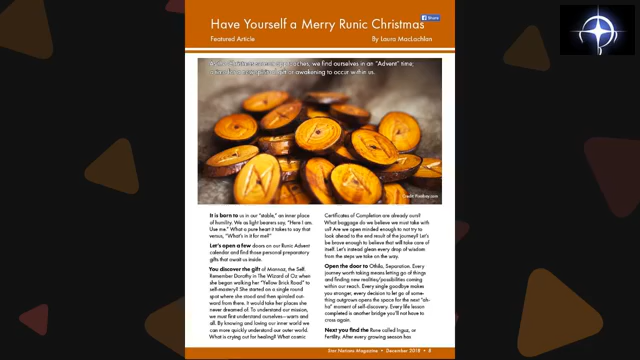 Have Yourself a Merry Runic Christmas
Share
Featured Article
By Laura MacLachlan
As the Christmas season approaches, we find ourselves in an "Advent" time;
awakening to occur within us.
It is born to us in our "stable," an inner place
of humility. We as light bearers say, "Here I am.
Use me." What a pure heart it takes to say that
versus, "What's in it for me?"
Let's open a few doors on our Runic Advent
calendar and find those personal preparatory
gifts that await us inside.
You discover the gift of Mannaz, the Self.
Remember Dorothy in The Wizard of Oz when
she began walking her "Yellow Brick Road" to
self-mastery? She started on a single round
spot where she stood and then spiraled out-
ward from there. It would take her places she
never dreamed of. To understand our mission,
we must first understand ourselves—warts and
all. By knowing and loving our inner world we
can more quickly understand our outer world.
What is crying out for healing? What cosmic
Certificates of Completion are already ours?
What baggage do we believe we must take with
us? Are we open minded enough to not try to
look ahead to the end result of the journey? Let's
be brave enough to believe that will take care of
itself. Let's instead glean every drop of wisdom
from the steps we take on the way.
Open the door to Othila, Separation. Every
journey worth taking means letting go of things
and finding new realities/possibilities coming
within our reach. Every single goodbye makes
you stronger; every decision to let go of some-
thing outgrown opens the space for the next "ah-
ha" moment of self-discovery. Every life lesson
completed is another bridge you'll not have to
cross again.
Next you find the Rune called Inguz, or
Fertility. After every growing season has
Star Nations Magazine • December 2018 • 8